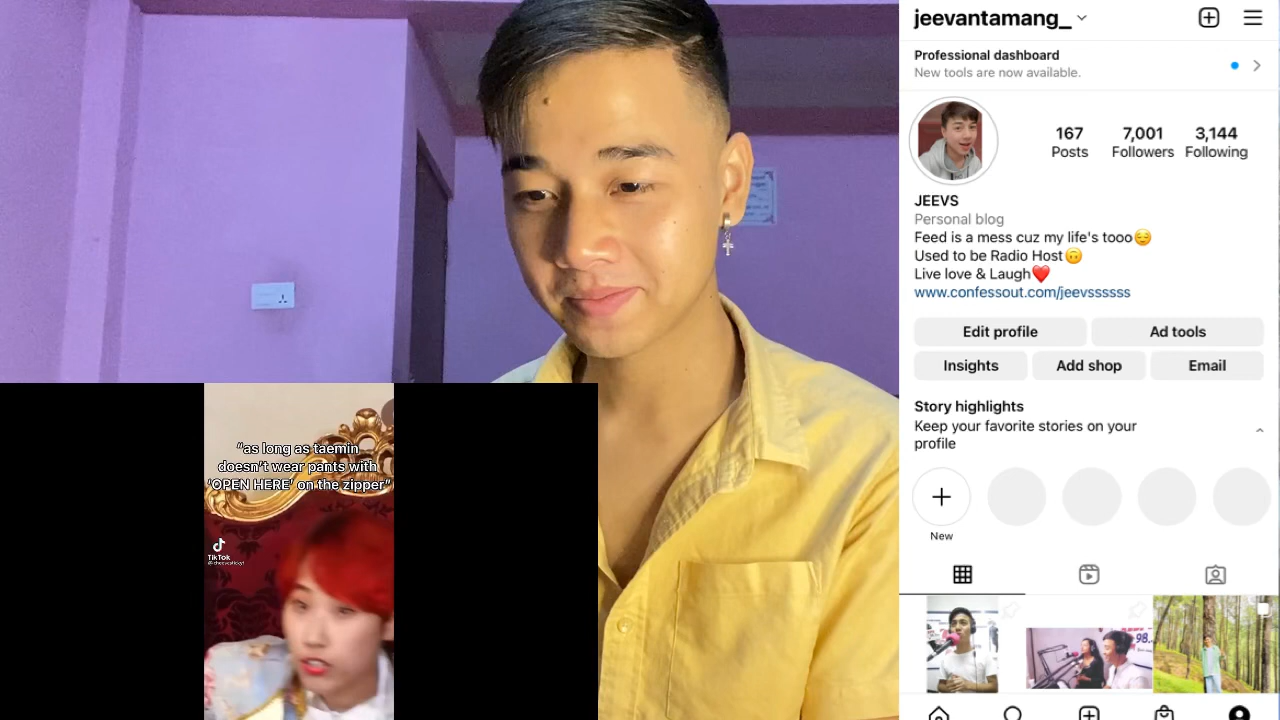 jeevantamang_
Professional dashboard
New tools are now available.
167
7,001
3,144
Posts
Followers
Following
JEEVS
Personal blog
Feed is a mess cuz my life's tooo😌
Used to be Radio Host🙃
Live love & Laugh❤️
www.confessout.com/jeevssssss
Edit profile
Ad tools
Insights
Add shop
Email
Story highlights
Keep your favorite stories on your
profile
New
98.
"as long as taemin
doesn't wear pants with
'OPEN HERE' on the zipper"
TikTok